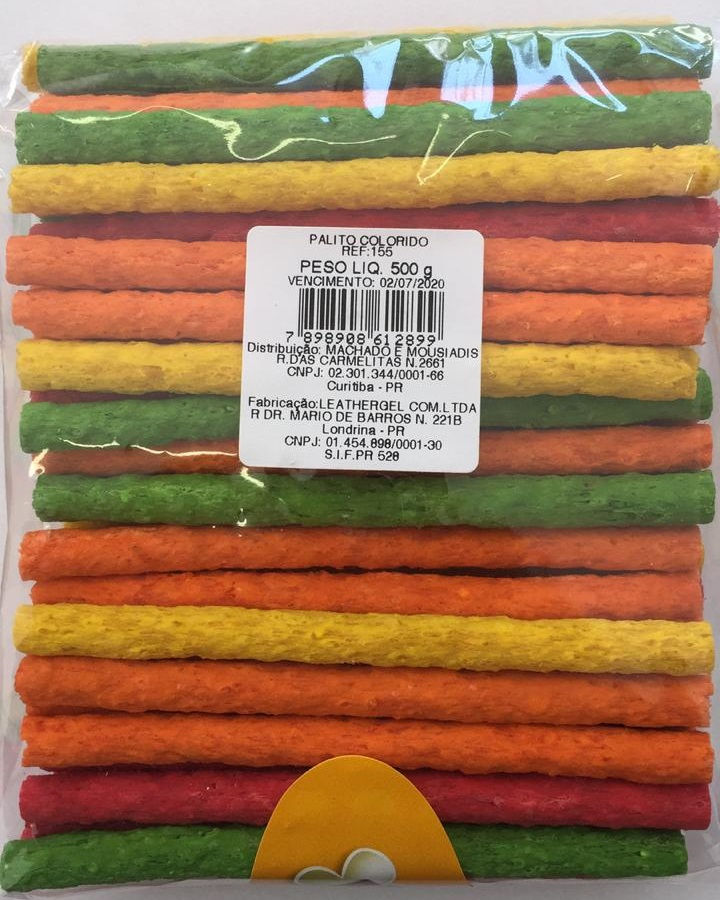 PALITO COLORIDO
REF:155
PESO LIQ. 500 g
VENCIMENTO: 02/07/2020
7 898908 612899
Distribuição: MACHADO E MOUSIADIS
R.DAS CARMELITAS N.2661
CNPJ: 02.301.344/0001-66
Curitiba - PR
Fabricação:LEATHERGEL COM.LTDA
R DR. MARIO DE BARROS N. 221B
Londrina - PR
CNPJ: 01.454.898/0001-30
S.I.F.PR 528